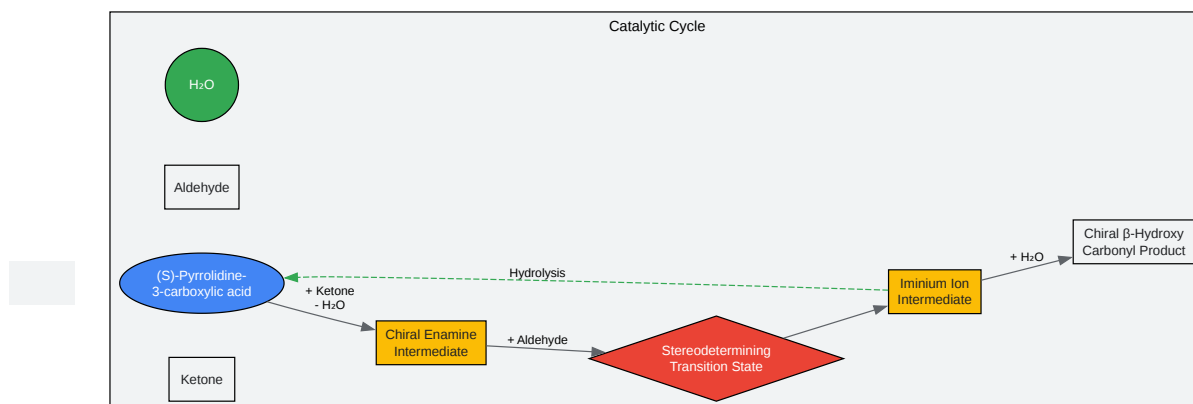 Catalytic Cycle
H₂O
Aldehyde
(S)-Pyrrolidine-
3-carboxylic acid
Ketone
+ Ketone
- H₂O
Chiral Enamine
Intermediate
+ Aldehyde
Stereodetermining
Transition State
Hydrolysis
Iminium Ion
Intermediate
+ H₂O
Chiral β-Hydroxy
Carbonyl Product